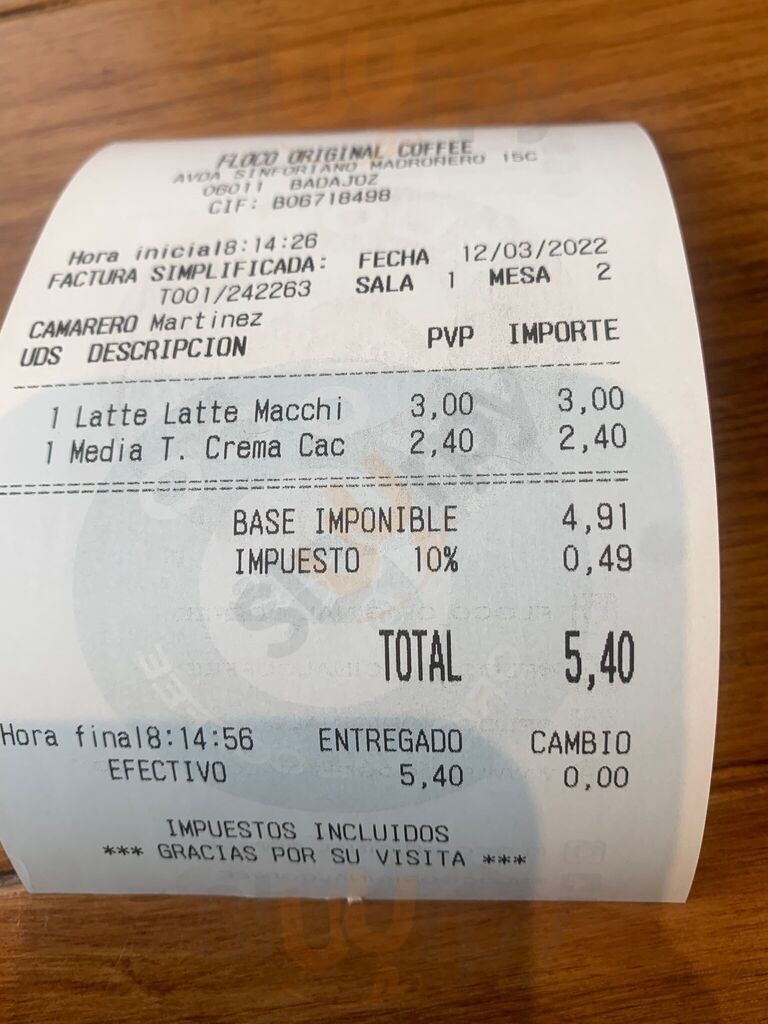 FLOCO ORIGINAL COFFEE
AVDA SINFORIANO MADROÑERO 15C
06011 BADAJOZ
CIF: B06718498
Hora inicial8:14:26 FECHA 12/03/2022
FACTURA SIMPLIFICADA: SALA 1 MESA 2
T001/242263
CAMARERO Martinez
UDS DESCRIPCION PVP IMPORTE
1 Latte Latte Macchi 3,00 3,00
1 Media T. Crema Cac 2,40 2,40
BASE IMPONIBLE 4,91
IMPUESTO 10% 0,49
TOTAL 5,40
Hora final8:14:56 ENTREGADO CAMBIO
EFECTIVO 5,40 0,00
IMPUESTOS INCLUIDOS
*** GRACIAS POR SU VISITA ***